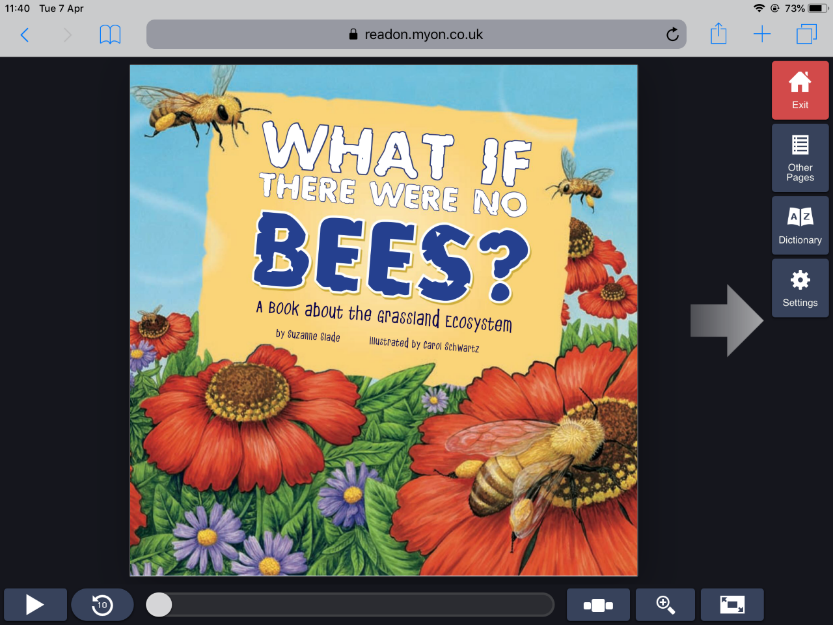 11:40 Tue 7 Apr
73%
readon.myon.co.uk
WHAT IF
THERE WERE NO
BEES?
A Book about the Grassland Ecosystem
by Suzanne Slade Illustrated by Carol Schwartz
Exit
Other
Pages
A Z
Dictionary
Settings
10